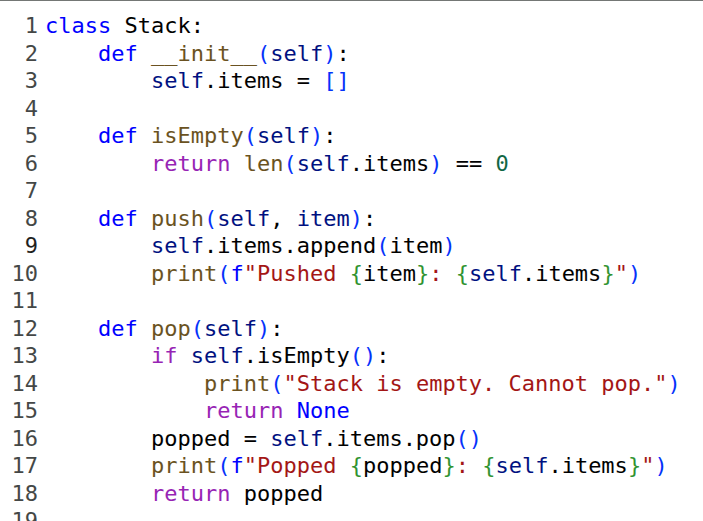 1 class Stack:
2     def __init__(self):
3         self.items = []
4
5     def isEmpty(self):
6         return len(self.items) == 0
7
8     def push(self, item):
9         self.items.append(item)
10         print(f"Pushed {item}: {self.items}")
11
12     def pop(self):
13         if self.isEmpty():
14             print("Stack is empty. Cannot pop.")
15             return None
16         popped = self.items.pop()
17         print(f"Popped {popped}: {self.items}")
18         return popped
19